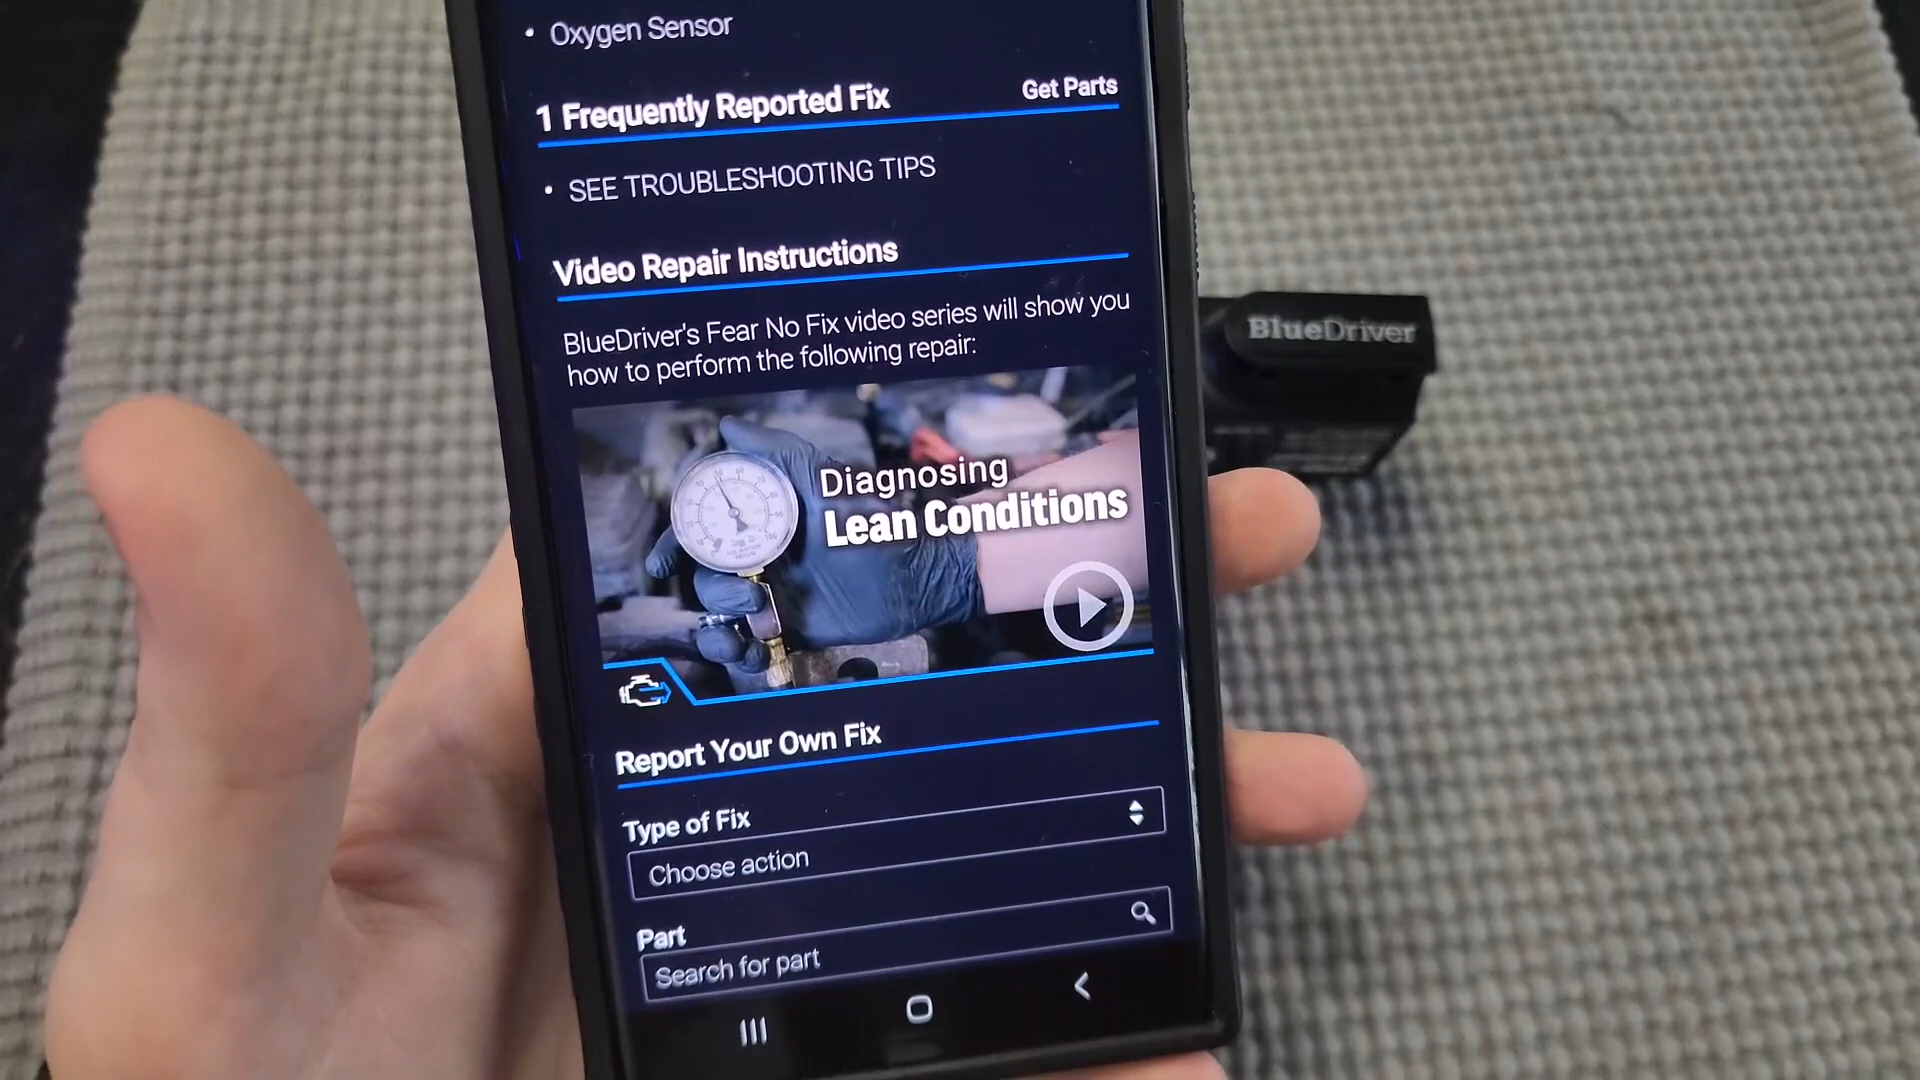 • Oxygen Sensor
1 Frequently Reported Fix
Get Parts
• SEE TROUBLESHOOTING TIPS
Video Repair Instructions
BlueDriver's Fear No Fix video series will show you
how to perform the following repair:
Diagnosing
Lean Conditions
Report Your Own Fix
Type of Fix
Choose action
Part
Search for part
BlueDriver